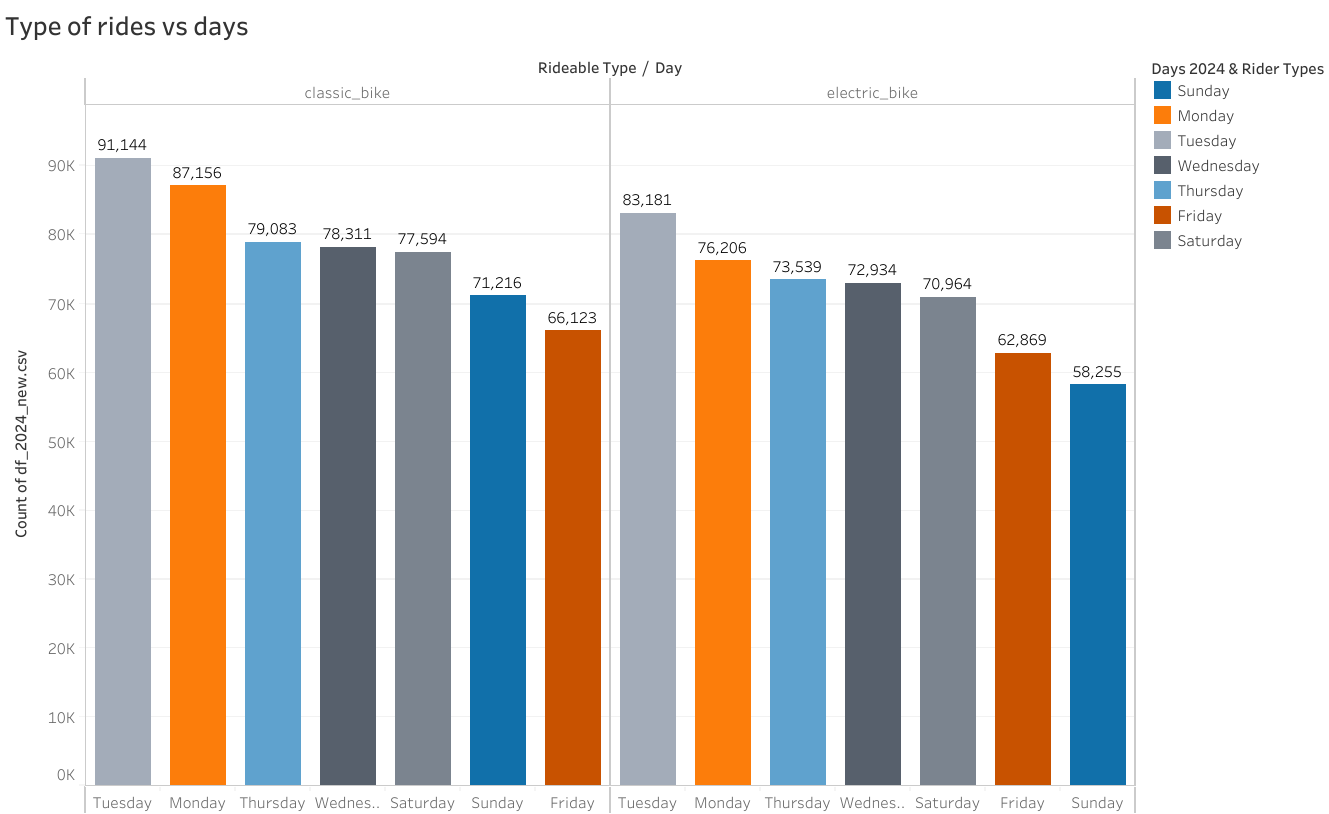 Type of rides vs days
Rideable Type / Day
classic_bike
electric_bike
Count of df_2024_new.csv
90K
80K
70K
60K
50K
40K
30K
20K
10K
0K
91,144
87,156
79,083
78,311
77,594
71,216
66,123
83,181
76,206
73,539
72,934
70,964
62,869
58,255
Tuesday Monday Thursday Wednes.. Saturday Sunday Friday
Tuesday Monday Thursday Wednes.. Saturday Friday Sunday
Days 2024 & Rider Types
Sunday
Monday
Tuesday
Wednesday
Thursday
Friday
Saturday